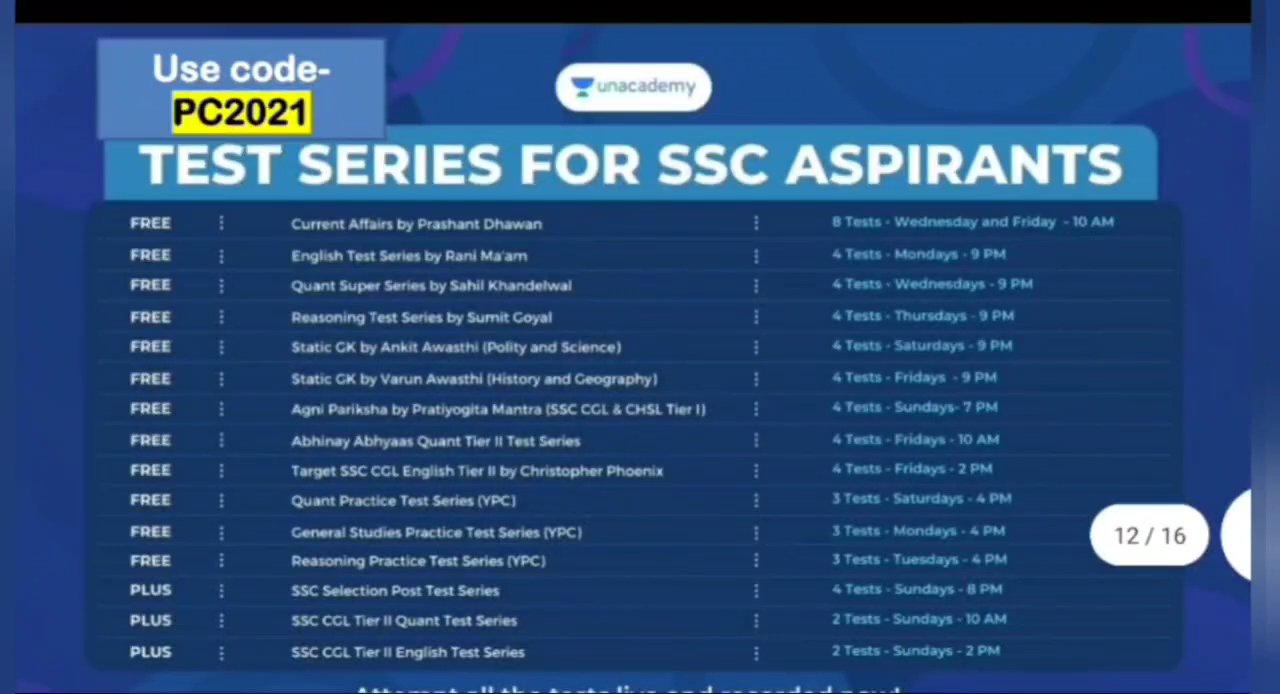 Use code-
PC2021
unacademy
TEST SERIES FOR SSC ASPIRANTS
FREE : Current Affairs by Prashant Dhawan : 8 Tests - Wednesday and Friday - 10 AM
FREE : English Test Series by Rani Ma'am : 4 Tests - Mondays - 9 PM
FREE : Quant Super Series by Sahil Khandelwal : 4 Tests - Wednesdays - 9 PM
FREE : Reasoning Test Series by Sumit Goyal : 4 Tests - Thursdays - 9 PM
FREE : Static GK by Ankit Awasthi (Polity and Science) : 4 Tests - Saturdays - 9 PM
FREE : Static GK by Varun Awasthi (History and Geography) : 4 Tests - Fridays - 9 PM
FREE : Agni Pariksha by Pratiyogita Mantra (SSC CGL & CHSL Tier I) : 4 Tests - Sundays- 7 PM
FREE : Abhinay Abhyaas Quant Tier II Test Series : 4 Tests - Fridays - 10 AM
FREE : Target SSC CGL English Tier II by Christopher Phoenix : 4 Tests - Fridays - 2 PM
FREE : Quant Practice Test Series (YPC) : 3 Tests - Saturdays - 4 PM
FREE : General Studies Practice Test Series (YPC) : 3 Tests - Mondays - 4 PM
12 / 16
FREE : Reasoning Practice Test Series (YPC) : 3 Tests - Tuesdays - 4 PM
PLUS : SSC Selection Post Test Series : 4 Tests - Sundays - 8 PM
PLUS : SSC CGL Tier II Quant Test Series : 2 Tests - Sundays - 10 AM
PLUS : SSC CGL Tier II English Test Series : 2 Tests - Sundays - 2 PM
Attempt all the tests live and recorded now!